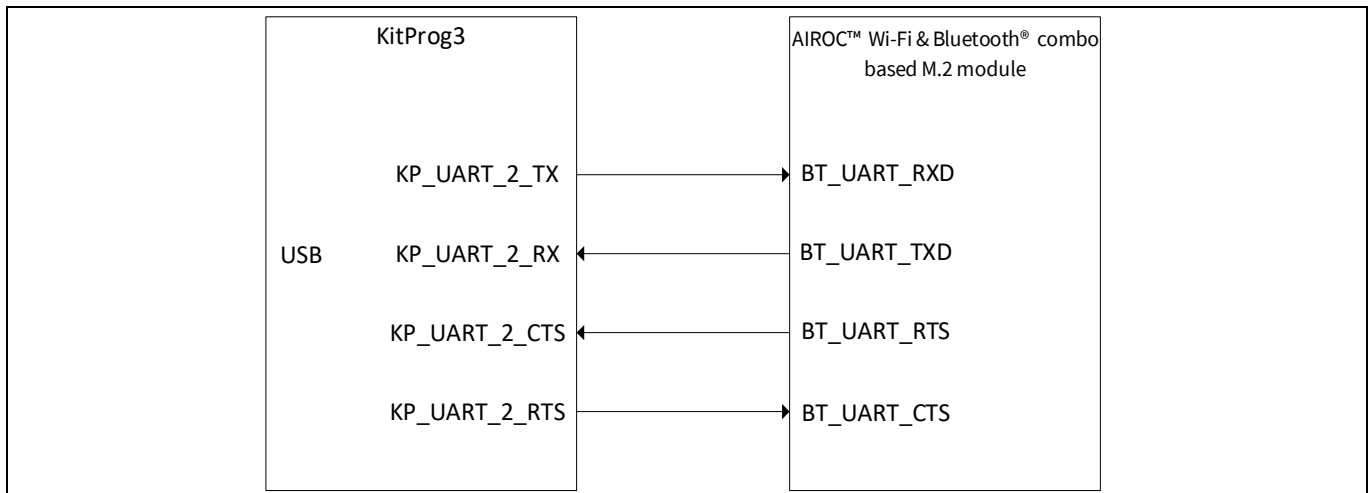 KitProg3
AIROC™ Wi-Fi & Bluetooth® combo
based M.2 module
KP_UART_2_TX
BT_UART_RXD
USB
KP_UART_2_RX
BT_UART_TXD
KP_UART_2_CTS
BT_UART_RTS
KP_UART_2_RTS
BT_UART_CTS